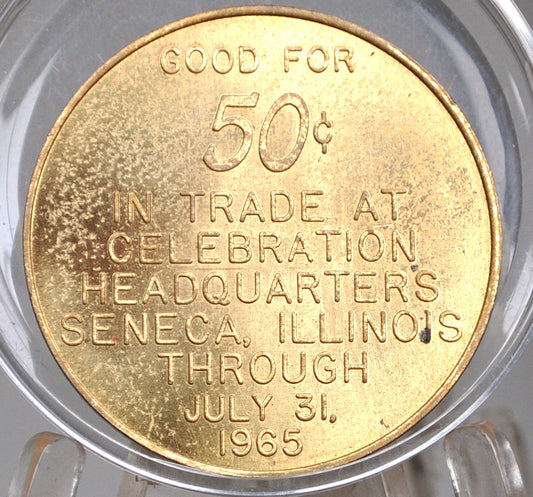 GOOD FOR
50¢
IN TRADE AT
CELEBRATION
HEADQUARTERS
SENECA, ILLINOIS
THROUGH
JULY 31,
1965